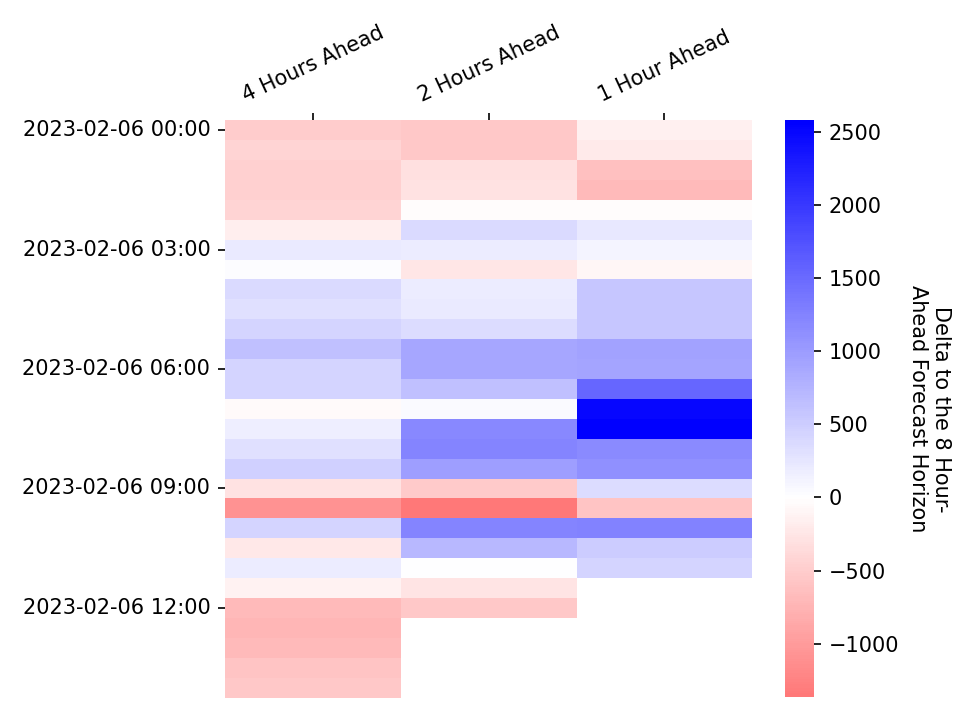 4 Hours Ahead
2 Hours Ahead
1 Hour Ahead
2023-02-06 00:00
2023-02-06 03:00
2023-02-06 06:00
2023-02-06 09:00
2023-02-06 12:00
2500
2000
1500
1000
500
0
−500
−1000
Delta to the 8 Hour-
Ahead Forecast Horizon